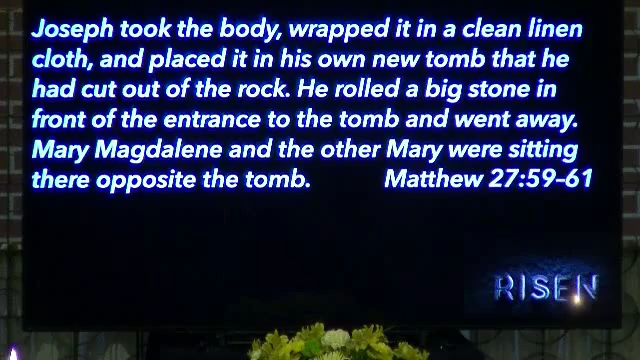 Joseph took the body, wrapped it in a clean linen
cloth, and placed it in his own new tomb that he
had cut out of the rock. He rolled a big stone in
front of the entrance to the tomb and went away.
Mary Magdalene and the other Mary were sitting
there opposite the tomb. Matthew 27:59–61
RISEN